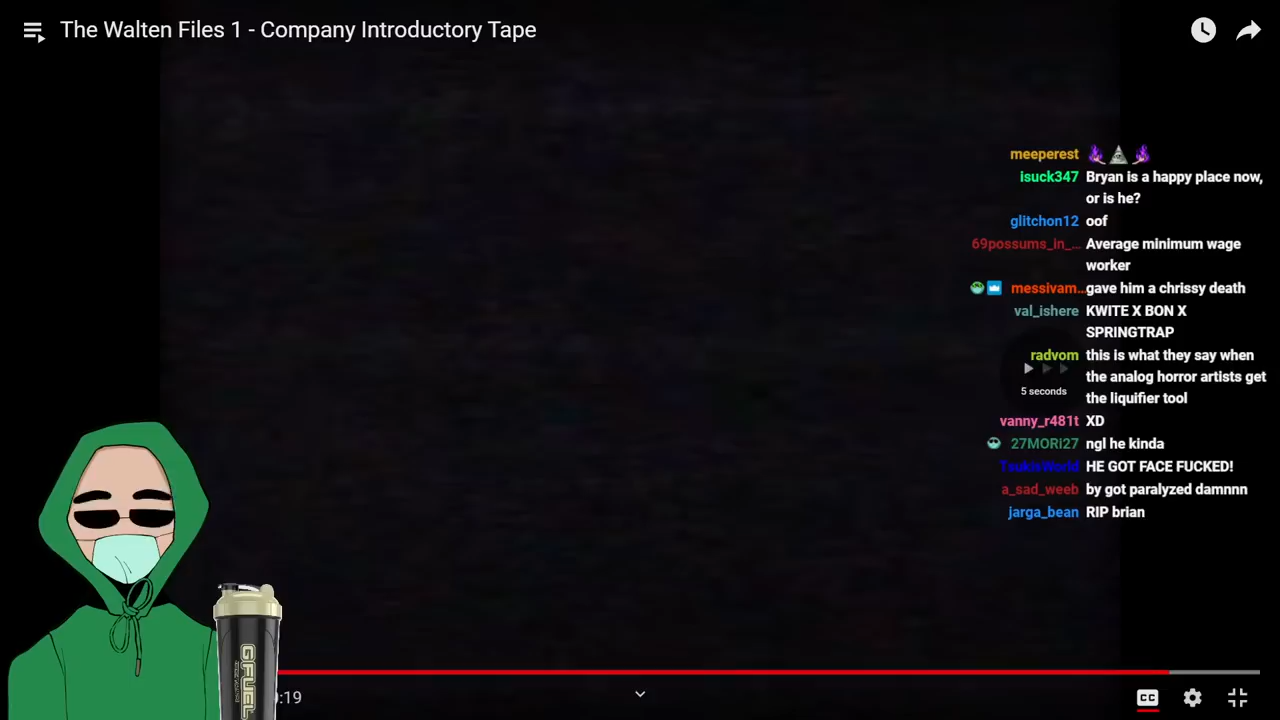 The Walten Files 1 - Company Introductory Tape
meeperest
isuck347 Bryan is a happy place now,
or is he?
glitchon12 oof
69possums_in_... Average minimum wage
worker
messivam... gave him a chrissy death
val_ishere KWITE X BON X
SPRINGTRAP
radvom this is what they say when
the analog horror artists get
the liquifier tool
5 seconds
vanny_r481t XD
27MORi27 ngl he kinda
TsukisWorld HE GOT FACE FUCKED!
a_sad_weeb by got paralyzed damnnn
jarga_bean RIP brian
GFUEL
:19
CC